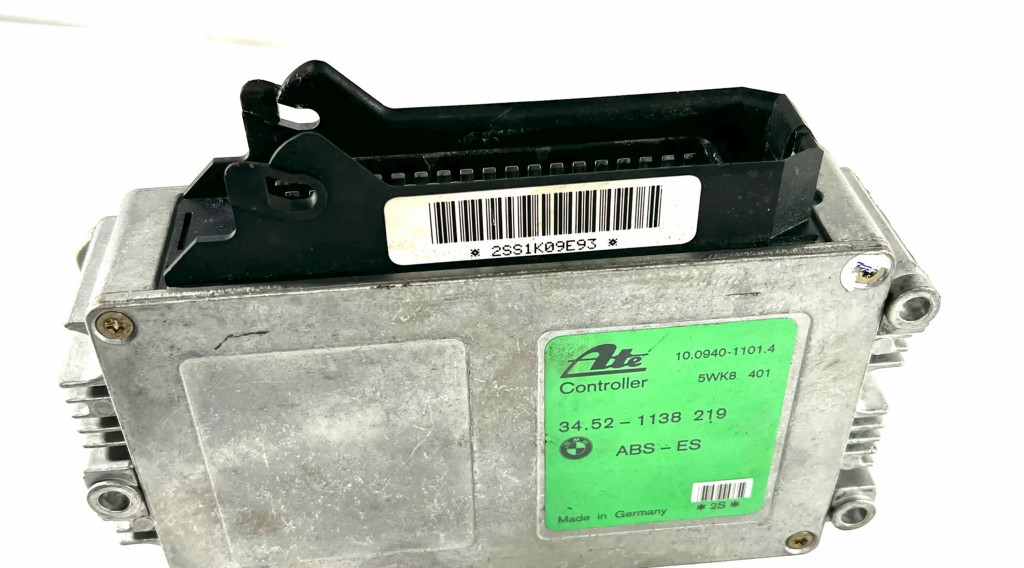 * 2SS1K09E93 *
Ate
10.0940-1101.4
Controller
5WK8 401
34.52-1138 219
BMW
ABS-ES
* 2S *
Made in Germany